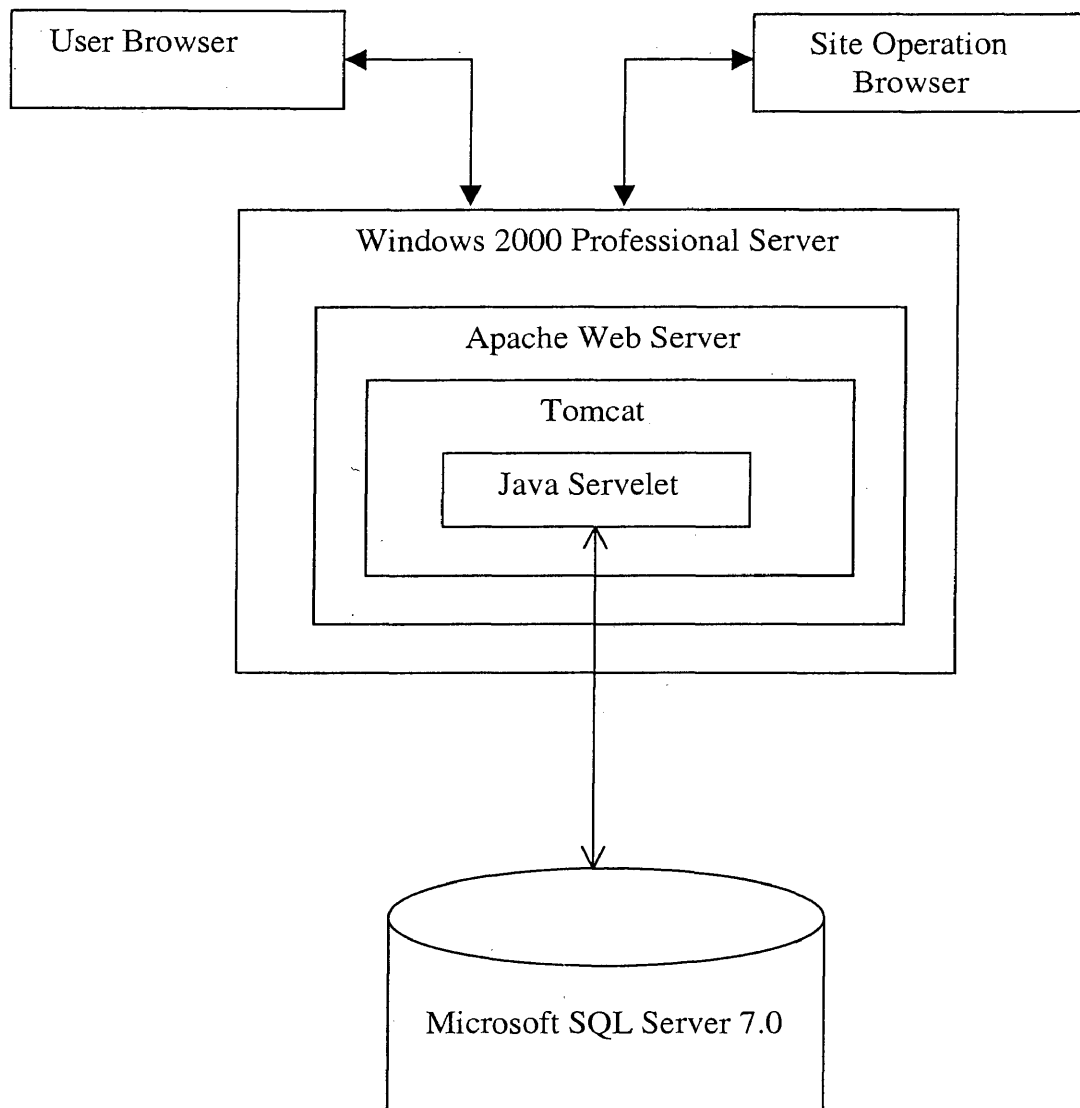 User Browser
Site Operation
Browser
Windows 2000 Professional Server
Apache Web Server
Tomcat
Java Servelet
Microsoft SQL Server 7.0